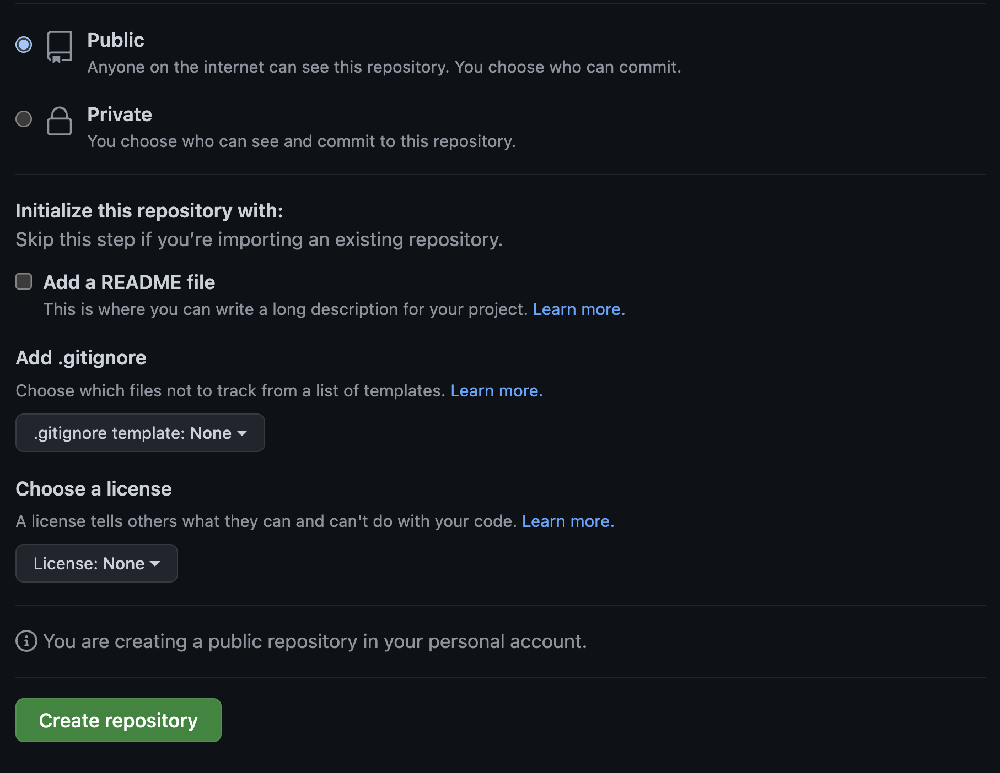 Public
Anyone on the internet can see this repository. You choose who can commit.
Private
You choose who can see and commit to this repository.
Initialize this repository with:
Skip this step if you’re importing an existing repository.
Add a README file
This is where you can write a long description for your project. Learn more.
Add .gitignore
Choose which files not to track from a list of templates. Learn more.
.gitignore template: None
Choose a license
A license tells others what they can and can't do with your code. Learn more.
License: None
You are creating a public repository in your personal account.
Create repository